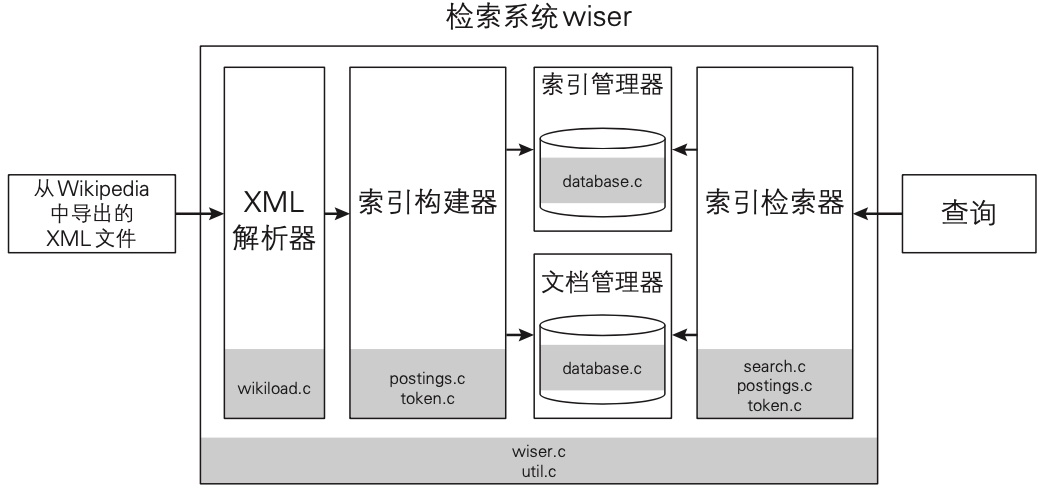 检索系统wiser
从Wikipedia
中导出的
XML文件
XML
解析器
wikiload.c
索引构建器
postings.c
token.c
索引管理器
database.c
文档管理器
database.c
索引检索器
search.c
postings.c
token.c
查询
wiser.c
util.c